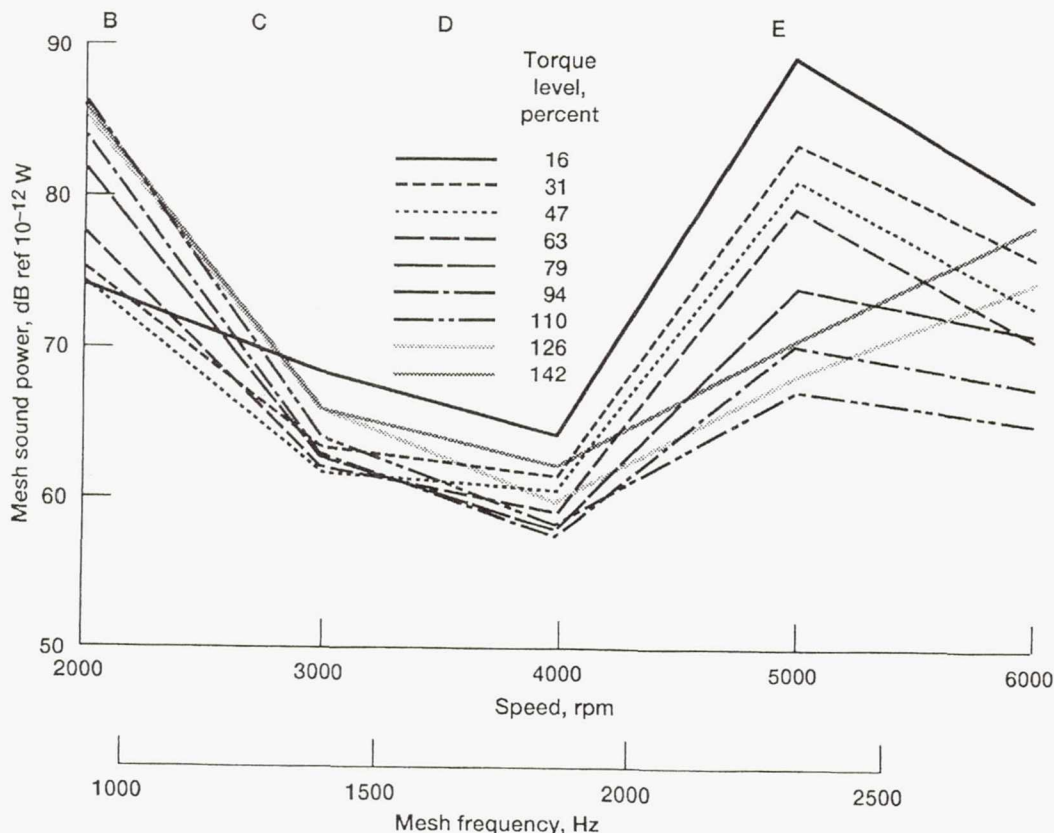 B C D E
90
80
70
60
50
Mesh sound power, dB ref 10−12 W
Torque
level,
percent
16
31
47
63
79
94
110
126
142
2000 3000 4000 5000 6000
Speed, rpm
1000 1500 2000 2500
Mesh frequency, Hz